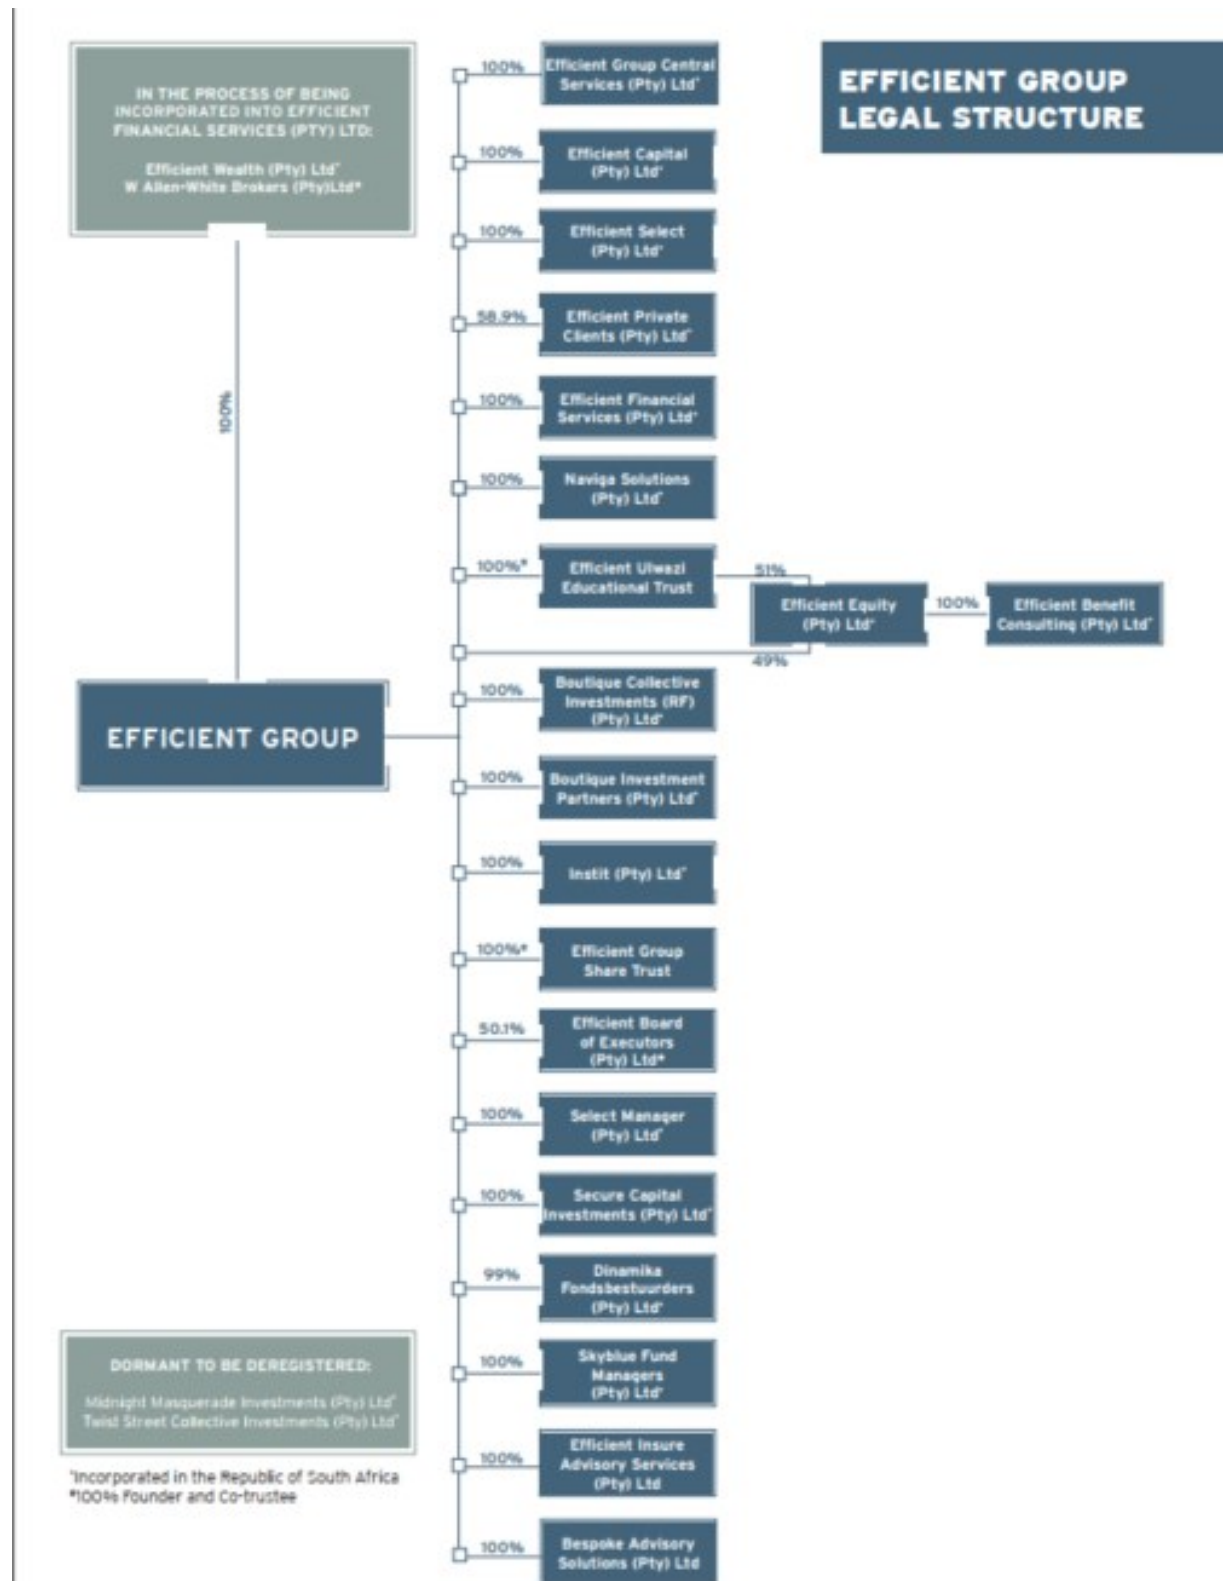 IN THE PROCESS OF BEING
INCORPORATED INTO EFFICIENT
FINANCIAL SERVICES (PTY) LTD:
Efficient Wealth (Pty) Ltd*
W Allen-White Brokers (Pty)Ltd*
100%
EFFICIENT GROUP
DORMANT TO BE DEREGISTERED:
Midnight Masquerade Investments (Pty) Ltd*
Twist Street Collective Investments (Pty) Ltd*
*Incorporated in the Republic of South Africa
#100% Founder and Co-trustee
EFFICIENT GROUP
LEGAL STRUCTURE
100%
Efficient Group Central
Services (Pty) Ltd*
100%
Efficient Capital
(Pty) Ltd*
100%
Efficient Select
(Pty) Ltd*
58.9%
Efficient Private
Clients (Pty) Ltd*
100%
Efficient Financial
Services (Pty) Ltd*
100%
Naviga Solutions
(Pty) Ltd*
100%#
Efficient Ulwazi
Educational Trust
51%
Efficient Equity
(Pty) Ltd*
100%
Efficient Benefit
Consulting (Pty) Ltd*
49%
100%
Boutique Collective
Investments (RF)
(Pty) Ltd*
100%
Boutique Investment
Partners (Pty) Ltd*
100%
Instit (Pty) Ltd*
100%#
Efficient Group
Share Trust
50.1%
Efficient Board
of Executors
(Pty) Ltd*
100%
Select Manager
(Pty) Ltd*
100%
Secure Capital
Investments (Pty) Ltd*
99%
Dinamika
Fondsbestuurders
(Pty) Ltd*
100%
Skyblue Fund
Managers
(Pty) Ltd*
100%
Efficient Insure
Advisory Services
(Pty) Ltd
100%
Bespoke Advisory
Solutions (Pty) Ltd